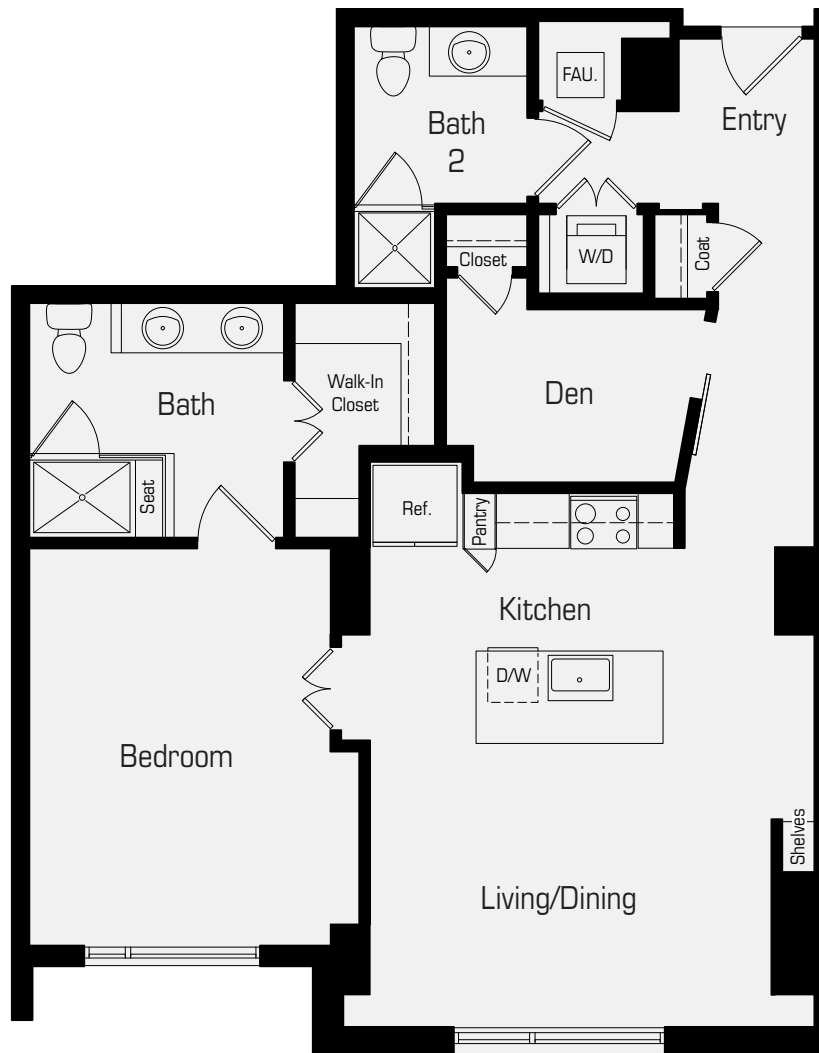 FAU.
Entry
Bath
2
Closet
W/D
Coat
Walk-In
Closet
Den
Bath
Seat
Ref.
Pantry
Kitchen
D/W
Bedroom
Shelves
Living/Dining